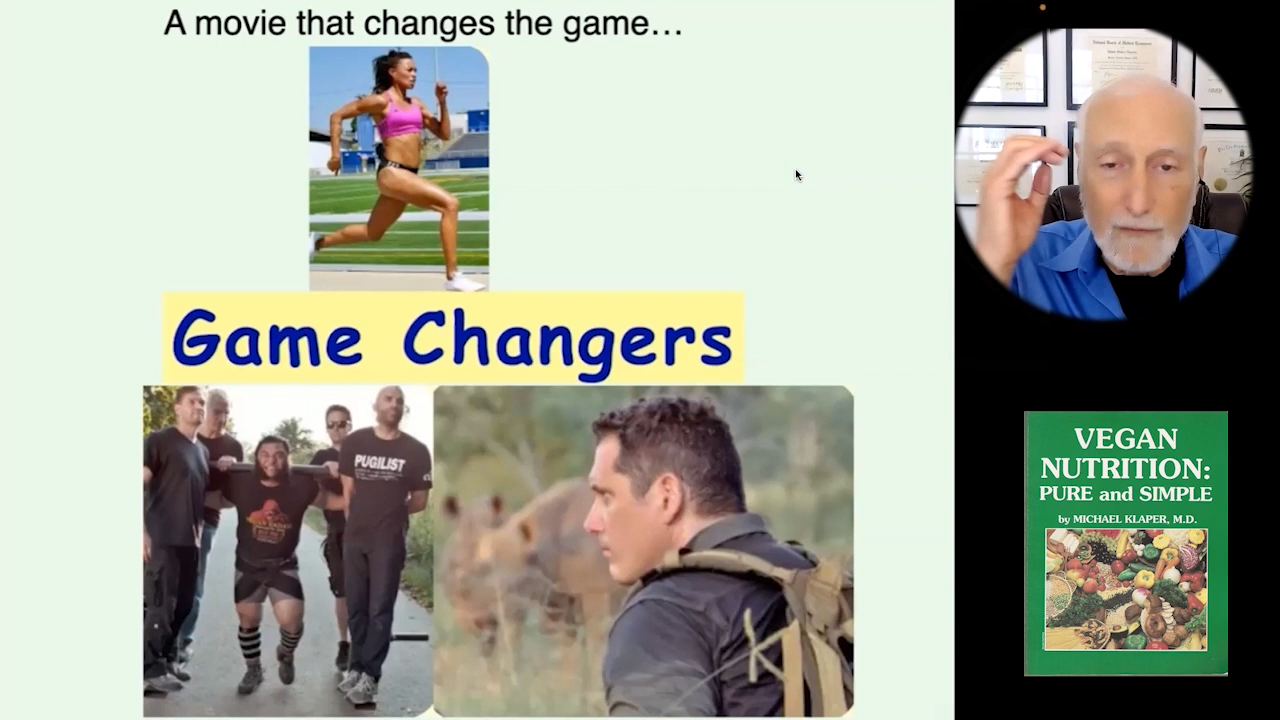 A movie that changes the game…
Game Changers
PUGILIST
VEGAN
NUTRITION:
PURE and SIMPLE
by MICHAEL KLAPER, M.D.